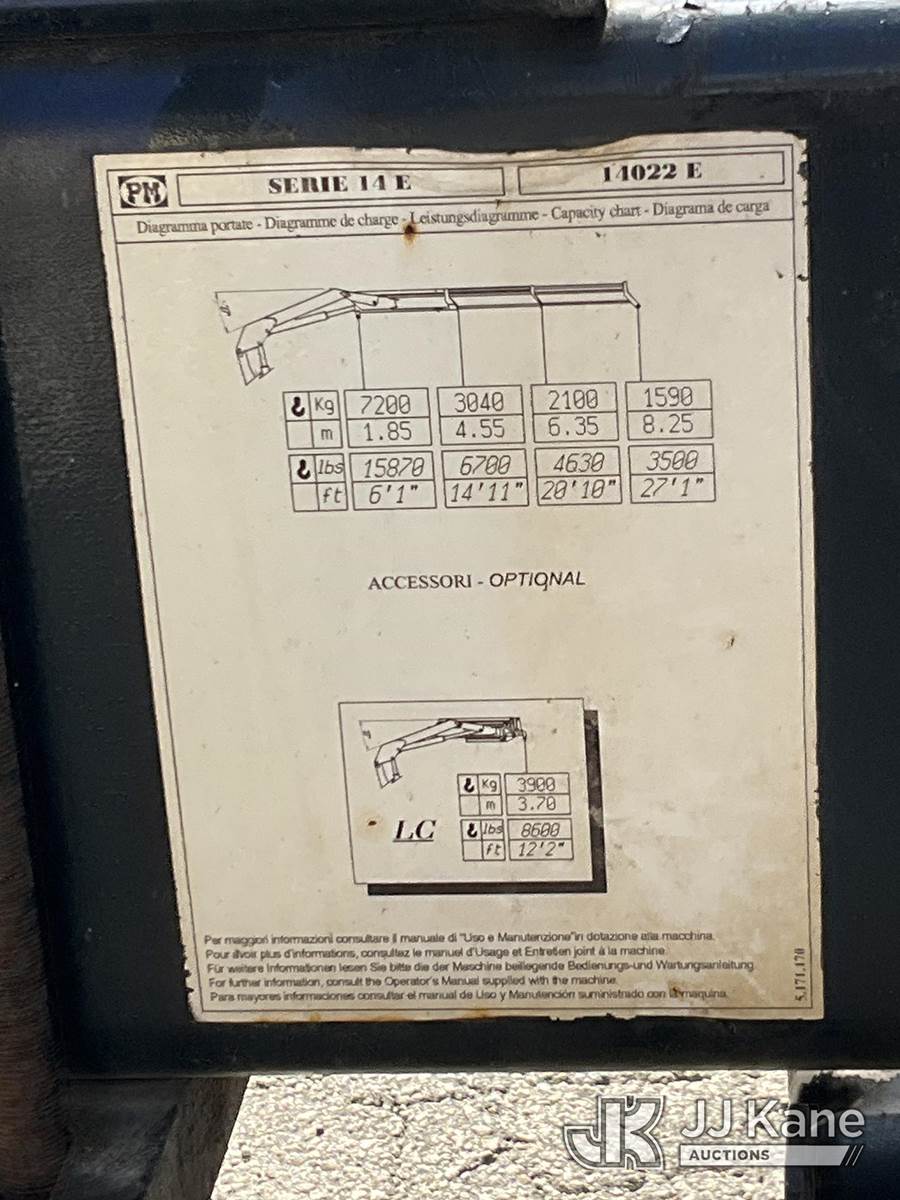 PM SERIE 14 E 14022 E
Diagramma portate - Diagramme de charge - Leistungsdiagramme - Capacity chart - Diagrama de carga
Kg 7200 3040 2100 1590
m 1.85 4.55 6.35 8.25
lbs 15870 6700 4630 3500
ft 6'1" 14'11" 20'10" 27'1"
ACCESSORI - OPTIONAL
Kg 3900
m 3.70
LC lbs 8600
ft 12'2"
Per maggiori informazioni consultare il manuale di "Uso e Manutenzione"in dotazione alla macchina.
Pour avoir plus d'informations, consultez le manuel d'Usage et Entretien joint à la machine.
Für weitere Informationen lesen Sie bitte die der Maschine beiliegende Bedienungs-und Wartungsanleitung
For further information, consult the Operator's Manual supplied with the machine.
Para mayores informaciones consultar el manual de Uso y Manutención suministrado con la maquina.
5.171.170
JK JJ Kane
AUCTIONS